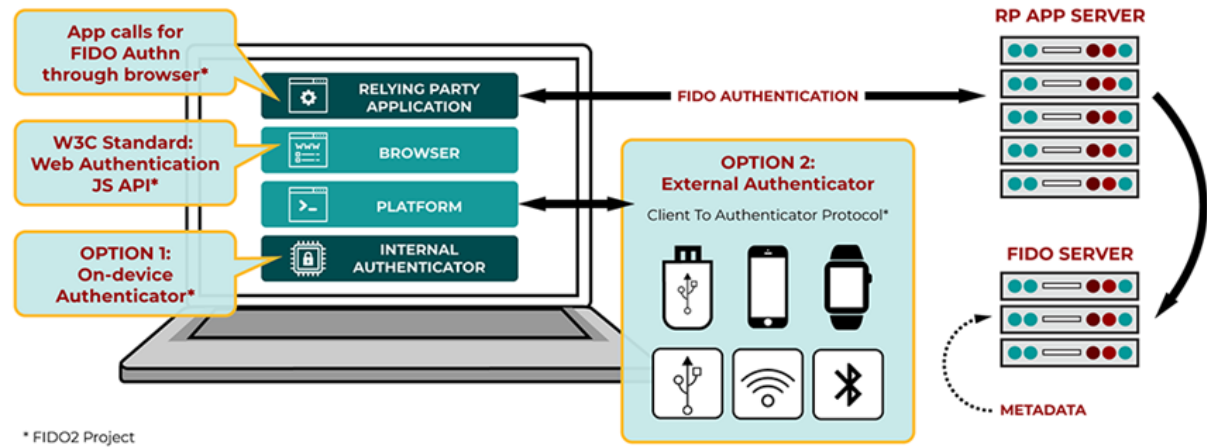 App calls for
FIDO Authn
through browser*
W3C Standard:
Web Authentication
JS API*
OPTION 1:
On-device
Authenticator*
RELYING PARTY
APPLICATION
WWW
BROWSER
PLATFORM
INTERNAL
AUTHENTICATOR
FIDO AUTHENTICATION
OPTION 2:
External Authenticator
Client To Authenticator Protocol*
RP APP SERVER
FIDO SERVER
METADATA
* FIDO2 Project